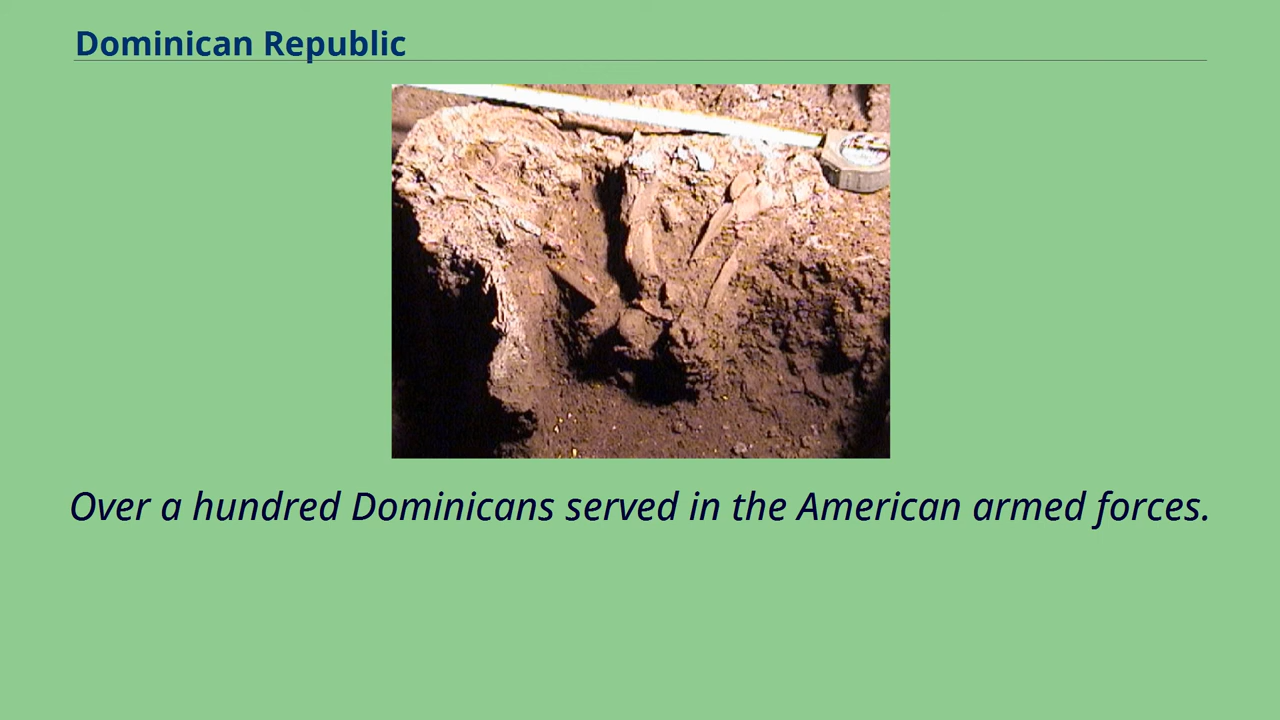 Dominican Republic
Over a hundred Dominicans served in the American armed forces.